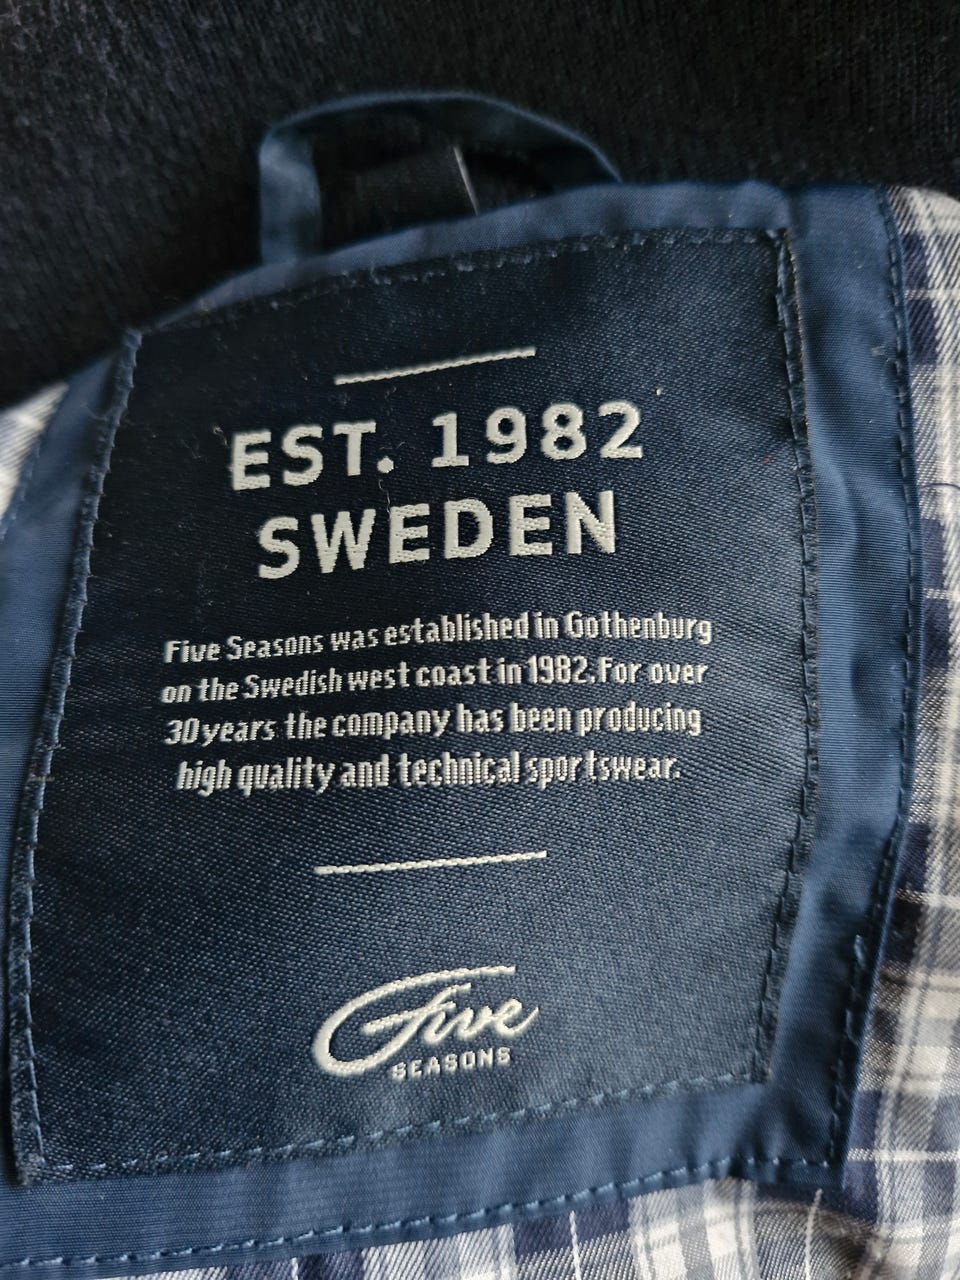 EST. 1982
SWEDEN
Five Seasons was established in Gothenburg
on the Swedish west coast in 1982. For over
30 years the company has been producing
high quality and technical sportswear.
Five
SEASONS